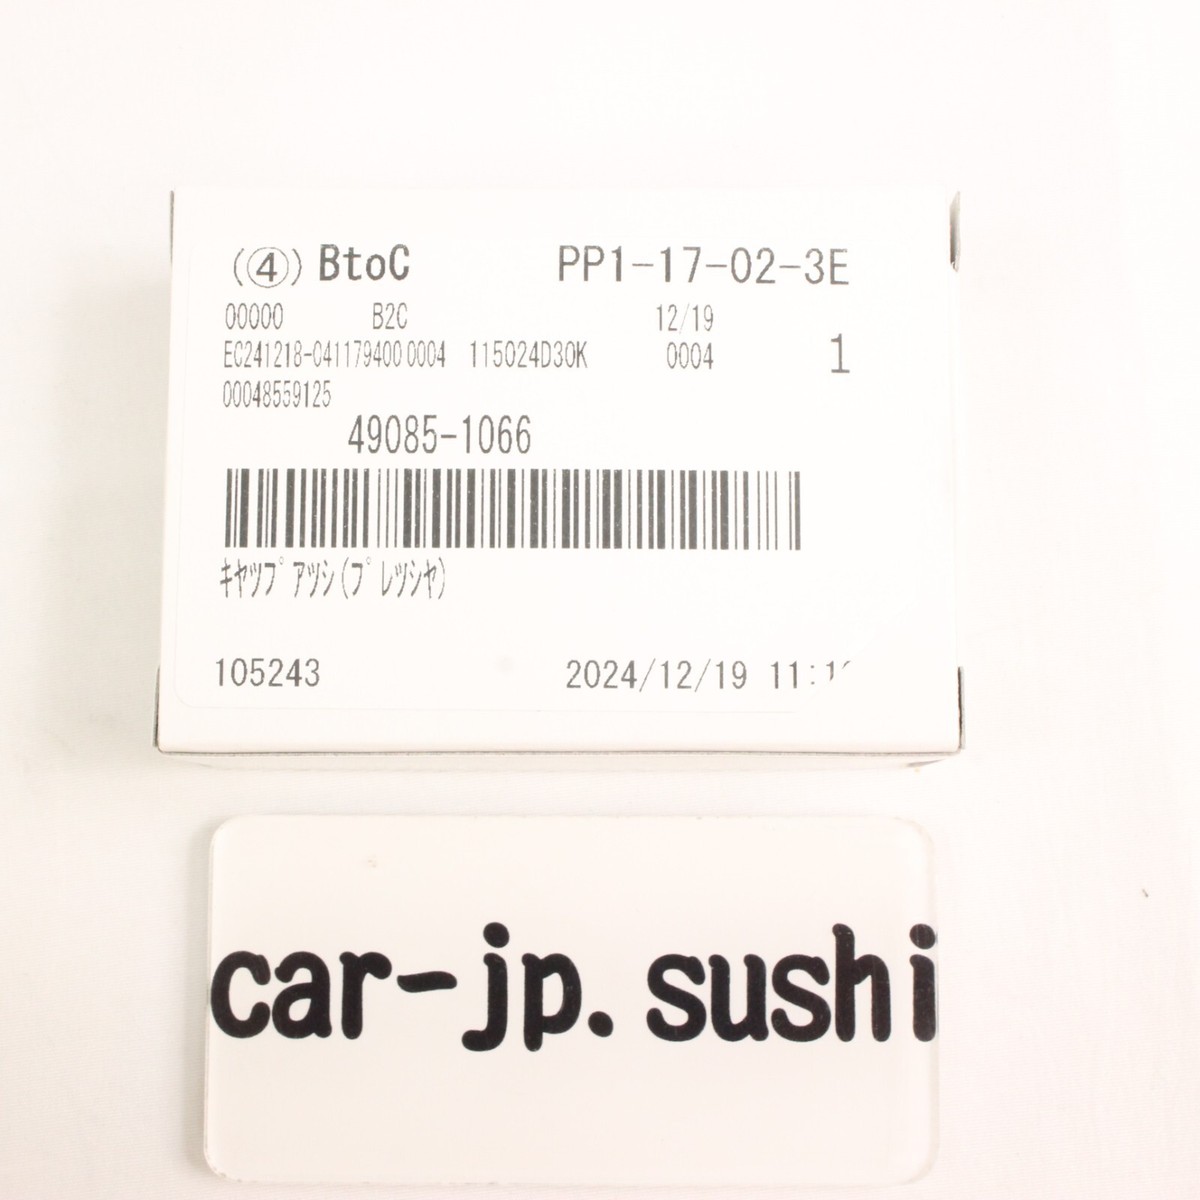 (④) BtoC PP1-17-02-3E
00000 B2C 12/19
EC241218-041179400 0004 115024D30K 0004 1
00048559125
49085-1066
ｷﾔﾂﾌﾟ ｱﾂｼ(ﾌﾟﾚﾂｼﾔ)
105243 2024/12/19
car-jp.sushi